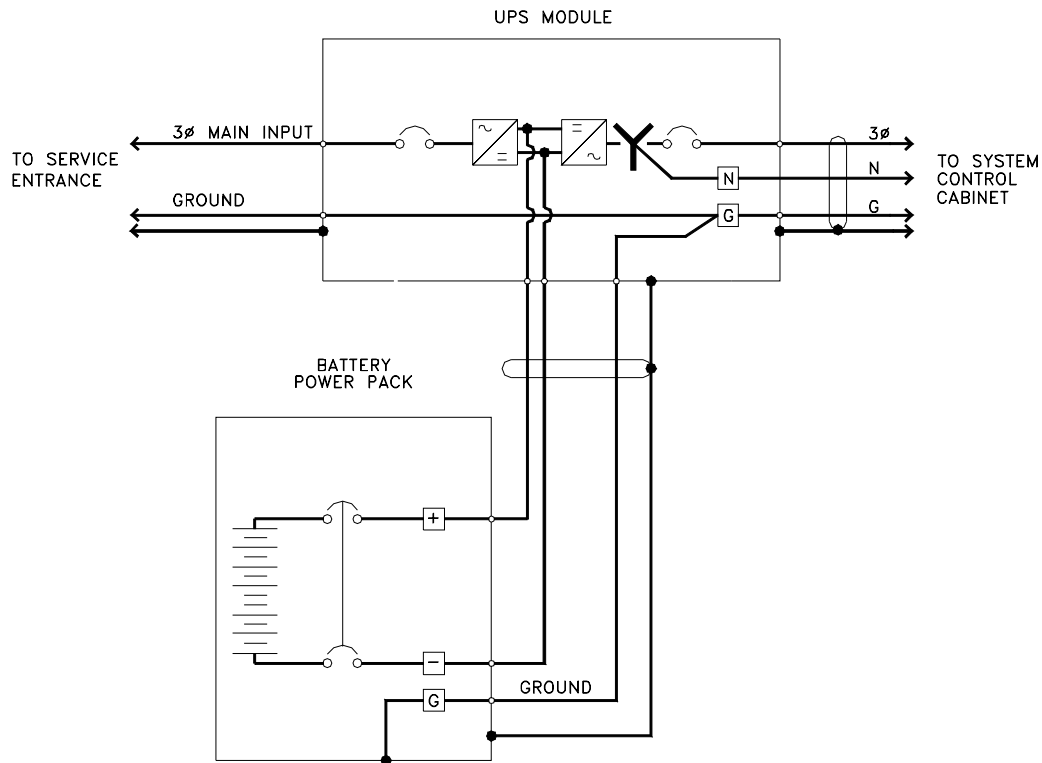 UPS MODULE
3ø MAIN INPUT
3ø
TO SERVICE
ENTRANCE
N
N
TO SYSTEM
CONTROL
CABINET
GROUND
G
G
BATTERY
POWER PACK
+
−
G
GROUND